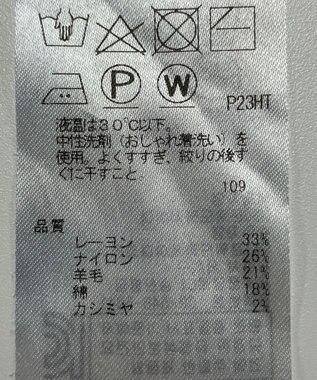 P
W
P23HT
液温は30℃以下。
中性洗剤（おしゃれ着洗い）を
使用。よくすすぎ、絞りの後す
ぐに干すこと。
109
品質
レーヨン 33%
ナイロン 26%
羊毛 21%
綿 18%
カシミヤ 2%